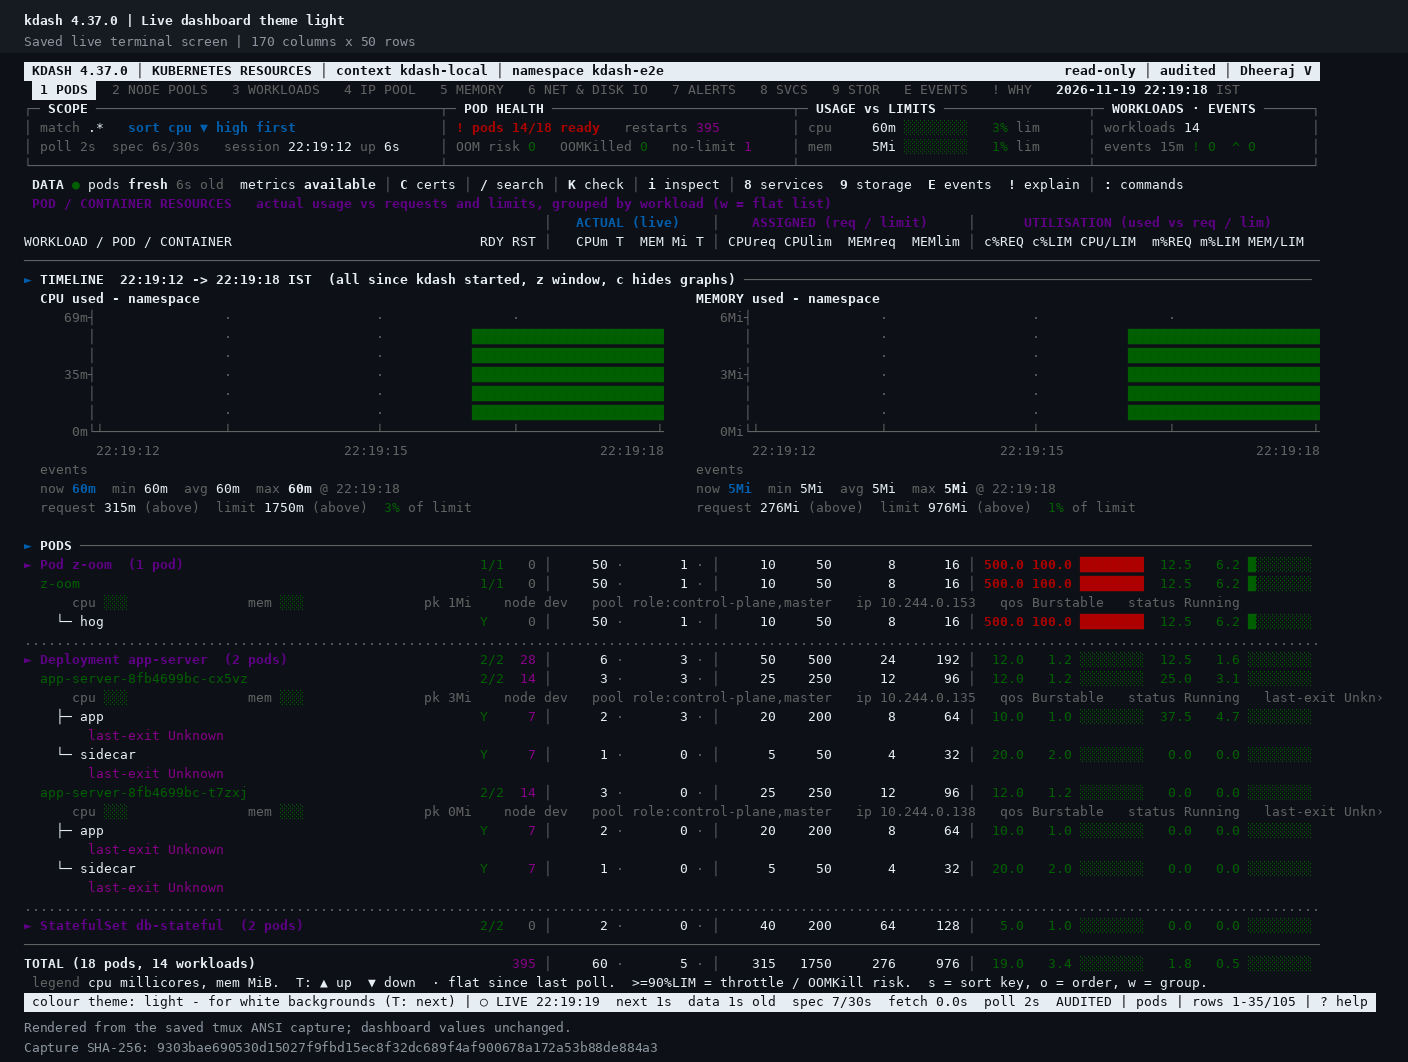 kdash 4.37.0 | Live dashboard theme light
Saved live terminal screen | 170 columns x 50 rows
KDASH 4.37.0 │ KUBERNETES RESOURCES │ context kdash-local │ namespace kdash-e2e read-only │ audited │ Dheeraj V
1 PODS 2 NODE POOLS 3 WORKLOADS 4 IP POOL 5 MEMORY 6 NET & DISK IO 7 ALERTS 8 SVCS 9 STOR E EVENTS ! WHY 2026-11-19 22:19:18 IST
SCOPE POD HEALTH USAGE vs LIMITS WORKLOADS · EVENTS
match .* sort cpu ▼ high first │ ! pods 14/18 ready restarts 395 │ cpu 60m 3% lim │ workloads 14
poll 2s spec 6s/30s session 22:19:12 up 6s │ OOM risk 0 OOMKilled 0 no-limit 1 │ mem 5Mi 1% lim │ events 15m ! 0 ^ 0
DATA ● pods fresh 6s old metrics available │ C certs │ / search │ K check │ i inspect │ 8 services 9 storage E events ! explain │ : commands
POD / CONTAINER RESOURCES actual usage vs requests and limits, grouped by workload (w = flat list)
│ ACTUAL (live) │ ASSIGNED (req / limit) │ UTILISATION (used vs req / lim)
WORKLOAD / POD / CONTAINER RDY RST │ CPUm T MEM Mi T │ CPUreq CPUlim MEMreq MEMlim │ c%REQ c%LIM CPU/LIM m%REQ m%LIM MEM/LIM
► TIMELINE 22:19:12 -> 22:19:18 IST (all since kdash started, z window, c hides graphs)
CPU used - namespace MEMORY used - namespace
69m 6Mi
35m 3Mi
0m 0Mi
22:19:12 22:19:15 22:19:18 22:19:12 22:19:15 22:19:18
events events
now 60m min 60m avg 60m max 60m @ 22:19:18 now 5Mi min 5Mi avg 5Mi max 5Mi @ 22:19:18
request 315m (above) limit 1750m (above) 3% of limit request 276Mi (above) limit 976Mi (above) 1% of limit
► PODS
► Pod z-oom (1 pod) 1/1 0 │ 50 · 1 · │ 10 50 8 16 │ 500.0 100.0 12.5 6.2
z-oom 1/1 0 │ 50 · 1 · │ 10 50 8 16 │ 500.0 100.0 12.5 6.2
cpu mem pk 1Mi node dev pool role:control-plane,master ip 10.244.0.153 qos Burstable status Running
└─ hog Y 0 │ 50 · 1 · │ 10 50 8 16 │ 500.0 100.0 12.5 6.2
► Deployment app-server (2 pods) 2/2 28 │ 6 · 3 · │ 50 500 24 192 │ 12.0 1.2 12.5 1.6
app-server-8fb4699bc-cx5vz 2/2 14 │ 3 · 3 · │ 25 250 12 96 │ 12.0 1.2 25.0 3.1
cpu mem pk 3Mi node dev pool role:control-plane,master ip 10.244.0.135 qos Burstable status Running last-exit Unkn›
├─ app Y 7 │ 2 · 3 · │ 20 200 8 64 │ 10.0 1.0 37.5 4.7
last-exit Unknown
└─ sidecar Y 7 │ 1 · 0 · │ 5 50 4 32 │ 20.0 2.0 0.0 0.0
last-exit Unknown
app-server-8fb4699bc-t7zxj 2/2 14 │ 3 · 0 · │ 25 250 12 96 │ 12.0 1.2 0.0 0.0
cpu mem pk 0Mi node dev pool role:control-plane,master ip 10.244.0.138 qos Burstable status Running last-exit Unkn›
├─ app Y 7 │ 2 · 0 · │ 20 200 8 64 │ 10.0 1.0 0.0 0.0
last-exit Unknown
└─ sidecar Y 7 │ 1 · 0 · │ 5 50 4 32 │ 20.0 2.0 0.0 0.0
last-exit Unknown
► StatefulSet db-stateful (2 pods) 2/2 0 │ 2 · 0 · │ 40 200 64 128 │ 5.0 1.0 0.0 0.0
TOTAL (18 pods, 14 workloads) 395 │ 60 · 5 · │ 315 1750 276 976 │ 19.0 3.4 1.8 0.5
legend cpu millicores, mem MiB. T: ▲ up ▼ down · flat since last poll. >=90%LIM = throttle / OOMKill risk. s = sort key, o = order, w = group.
colour theme: light - for white backgrounds (T: next) | ○ LIVE 22:19:19 next 1s data 1s old spec 7/30s fetch 0.0s poll 2s AUDITED | pods | rows 1-35/105 | ? help
Rendered from the saved tmux ANSI capture; dashboard values unchanged.
Capture SHA-256: 9303bae690530d15027f9fbd15ec8f32dc689f4af900678a172a53b88de884a3